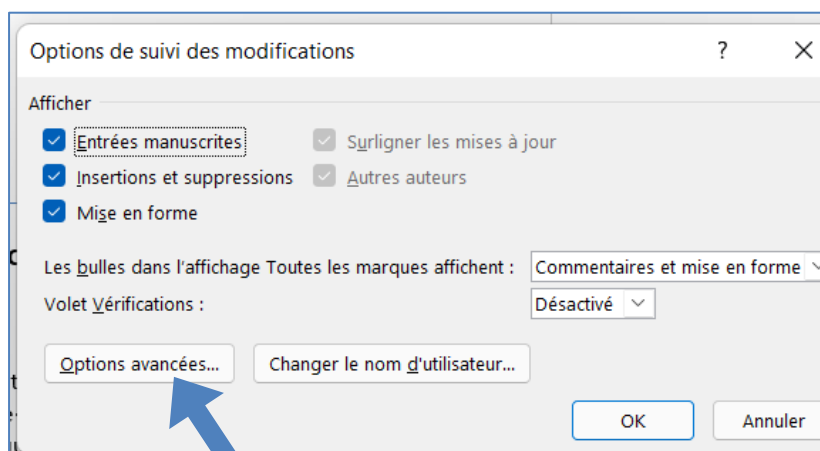 Options de suivi des modifications ?
Afficher
Entrées manuscrites Surligner les mises à jour
Insertions et suppressions Autres auteurs
Mise en forme
Les bulles dans l'affichage Toutes les marques affichent : Commentaires et mise en forme
Volet Vérifications : Désactivé
Options avancées... Changer le nom d'utilisateur...
OK Annuler